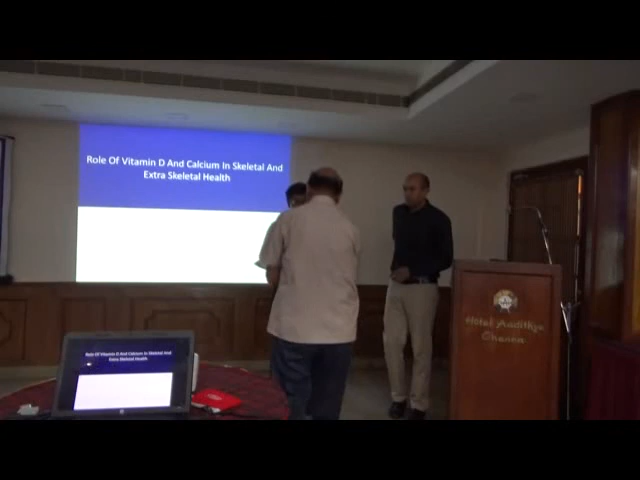 Role Of Vitamin D And Calcium In Skeletal And
Extra Skeletal Health
Role Of Vitamin D And Calcium In Skeletal And
Extra Skeletal Health
Hotel Aadithya